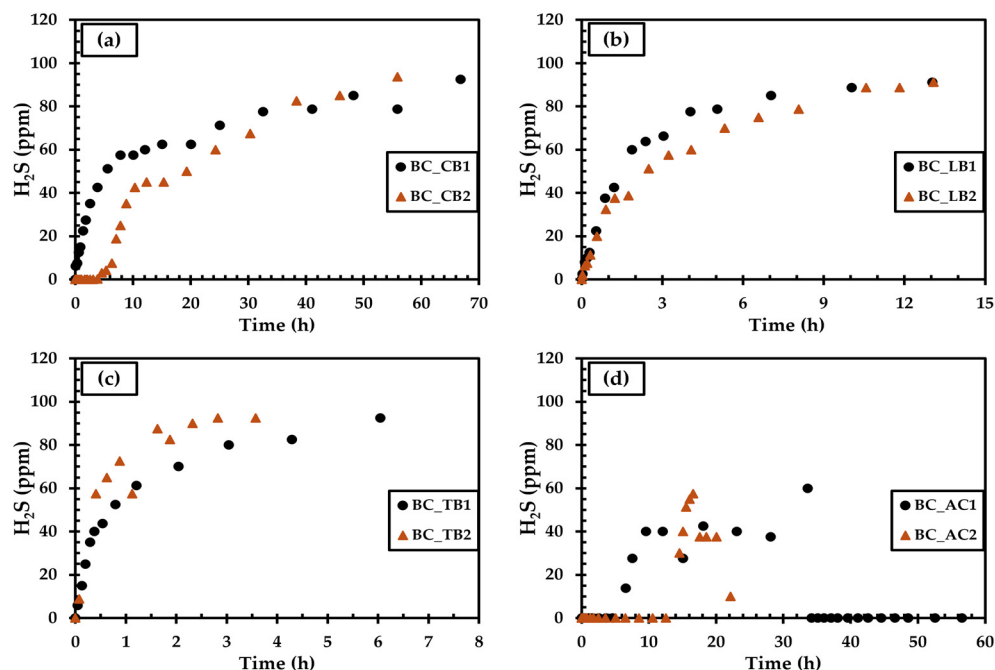 (a)
120
100
80
60
40
20
0
H₂S (ppm)
BC_CB1
BC_CB2
0 10 20 30 40 50 60 70
Time (h)
(b)
120
100
80
60
40
20
0
H₂S (ppm)
BC_LB1
BC_LB2
0 3 6 9 12 15
Time (h)
(c)
120
100
80
60
40
20
0
H₂S (ppm)
BC_TB1
BC_TB2
0 1 2 3 4 5 6 7 8
Time (h)
(d)
120
100
80
60
40
20
0
H₂S (ppm)
BC_AC1
BC_AC2
0 10 20 30 40 50 60
Time (h)